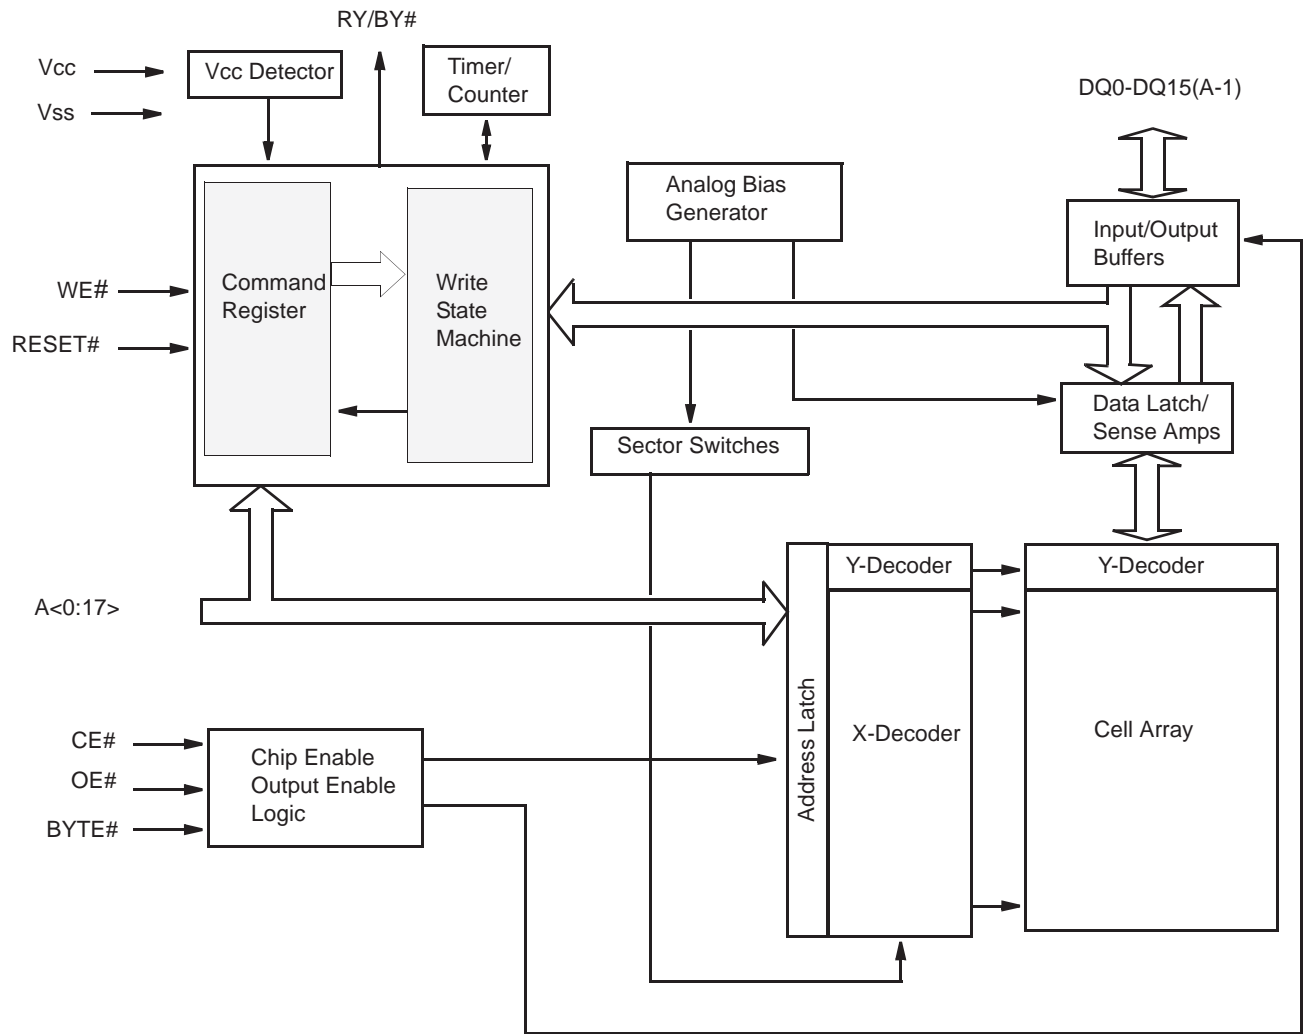 RY/BY#
Vcc
Vss
Vcc Detector
Timer/
Counter
DQ0-DQ15(A-1)
Analog Bias
Generator
Input/Output
Buffers
WE#
RESET#
Command
Register
Write
State
Machine
Data Latch/
Sense Amps
Sector Switches
Y-Decoder
Y-Decoder
A<0:17>
Address Latch
X-Decoder
Cell Array
CE#
OE#
BYTE#
Chip Enable
Output Enable
Logic